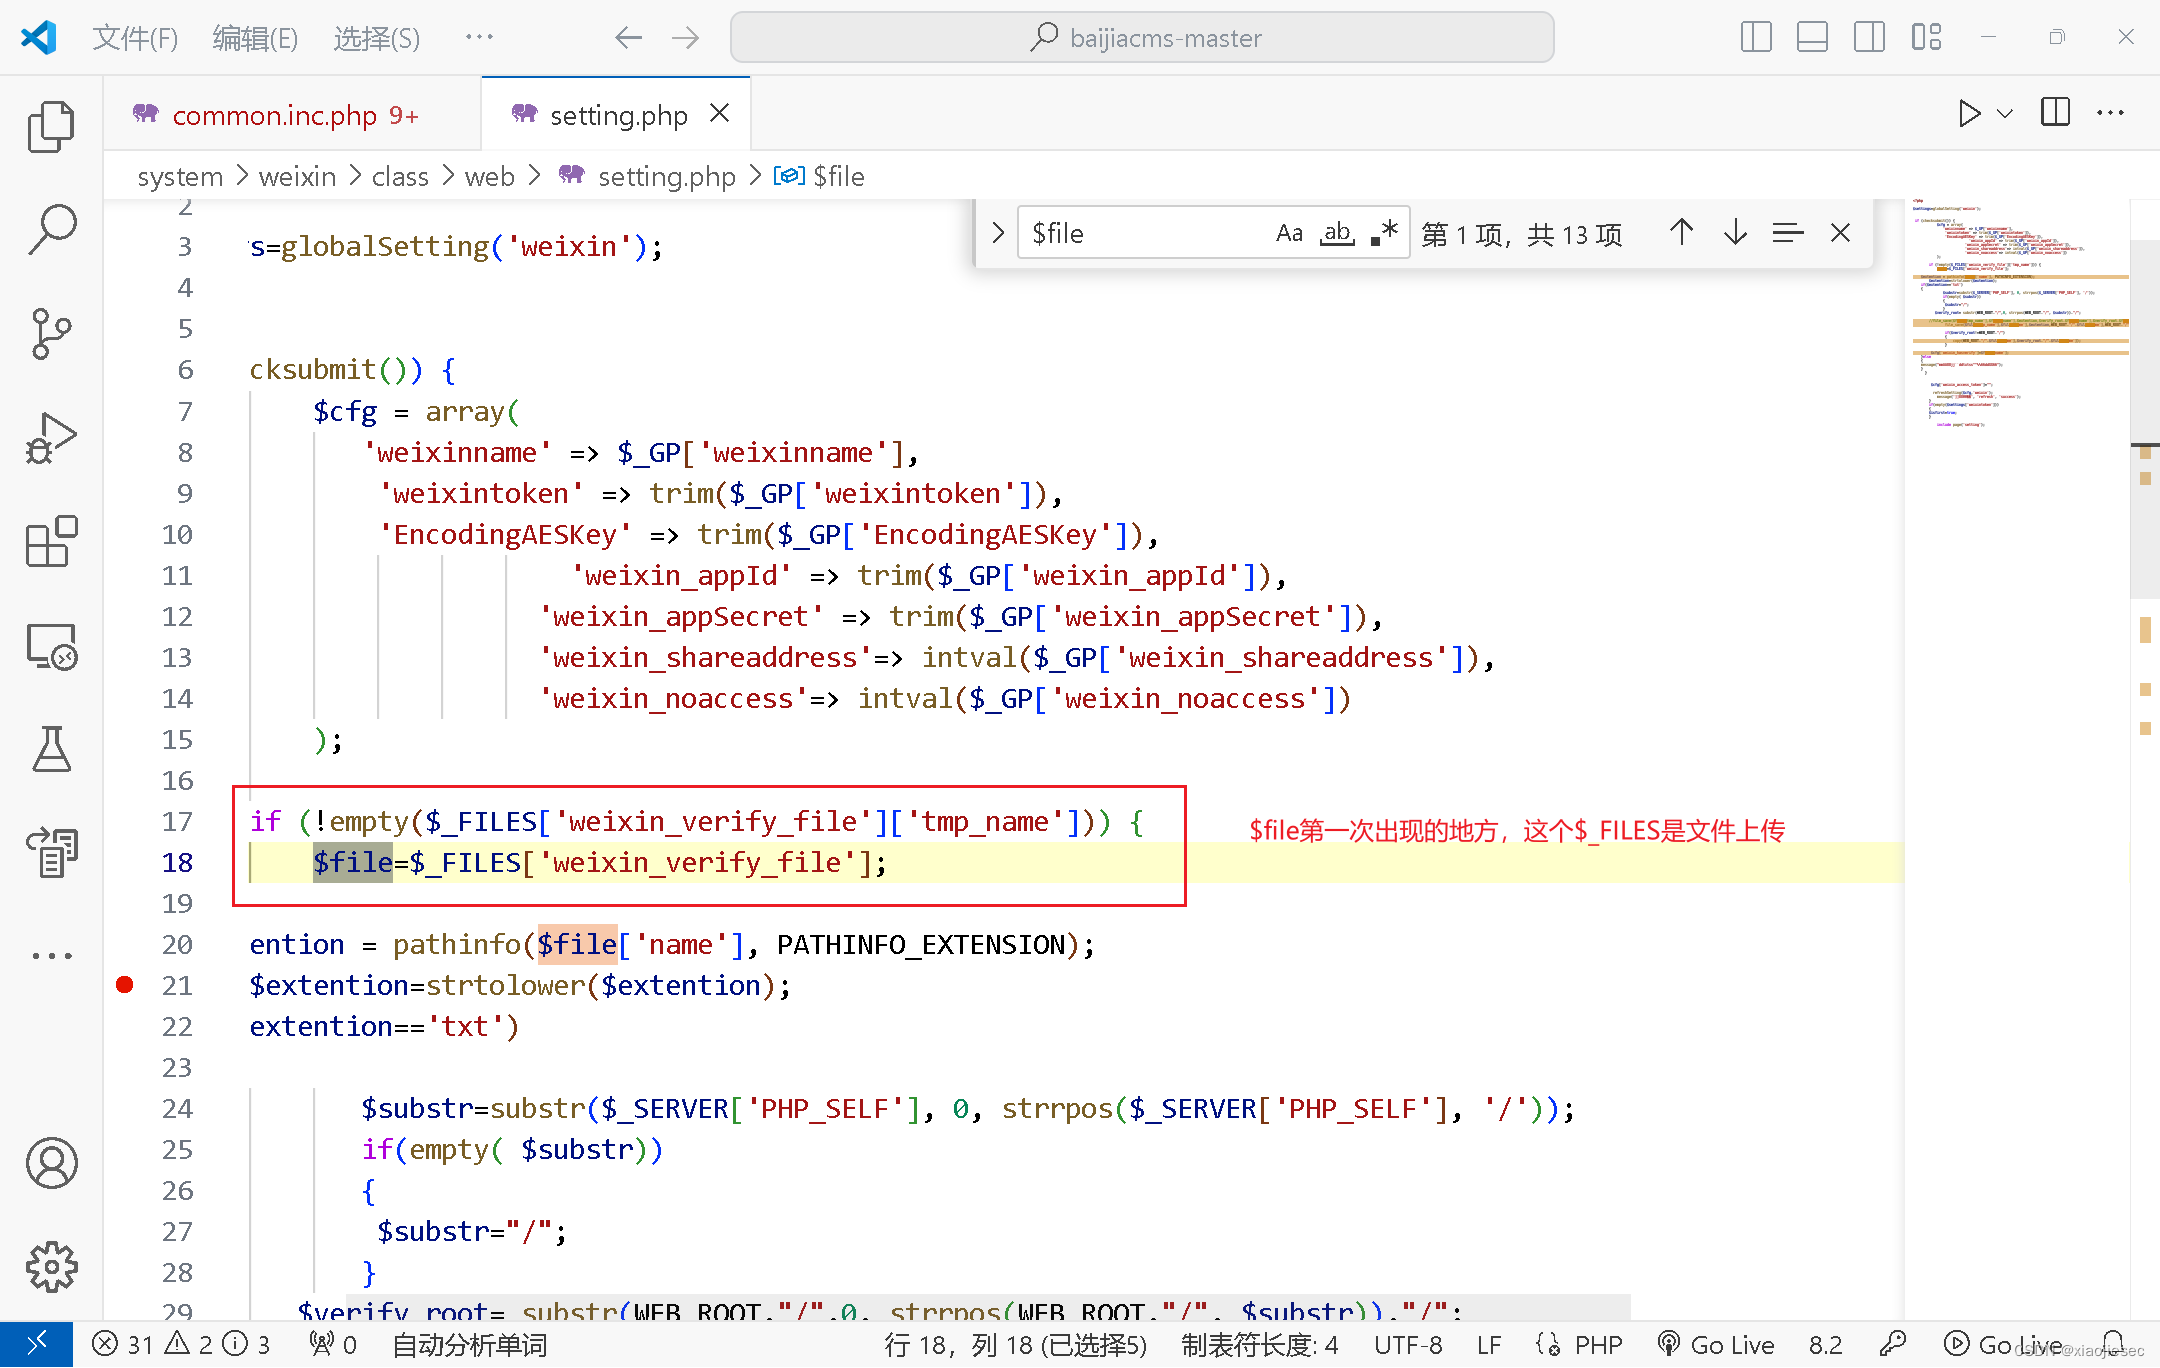 文件(F) 编辑(E) 选择(S) ··· baijiacms-master
common.inc.php 9+ setting.php
system > weixin > class > web > setting.php > $file
$file Aa ab 第 1 项，共 13 项
2
3 s=globalSetting('weixin');
4
5
6 cksubmit()) {
7 $cfg = array(
8 'weixinname' => $_GP['weixinname'],
9 'weixintoken' => trim($_GP['weixintoken']),
10 'EncodingAESKey' => trim($_GP['EncodingAESKey']),
11 'weixin_appId' => trim($_GP['weixin_appId']),
12 'weixin_appSecret' => trim($_GP['weixin_appSecret']),
13 'weixin_shareaddress'=> intval($_GP['weixin_shareaddress']),
14 'weixin_noaccess'=> intval($_GP['weixin_noaccess'])
15 );
16
17 if (!empty($_FILES['weixin_verify_file']['tmp_name'])) {
$file第一次出现的地方，这个$_FILES是文件上传
18 $file=$_FILES['weixin_verify_file'];
19
20 ention = pathinfo($file['name'], PATHINFO_EXTENSION);
21 $extention=strtolower($extention);
22 extention=='txt')
23
24 $substr=substr($_SERVER['PHP_SELF'], 0, strrpos($_SERVER['PHP_SELF'], '/'));
25 if(empty( $substr))
26 {
27 $substr="/";
28 }
29 $verify_root= substr(WEB_ROOT."/",0, strrpos(WEB_ROOT."/", $substr))."/";
31 2 3 0 自动分析单词 行 18，列 18 (已选择5) 制表符长度: 4 UTF-8 LF PHP Go Live 8.2 Go Live
CSDN @xiaojiesec